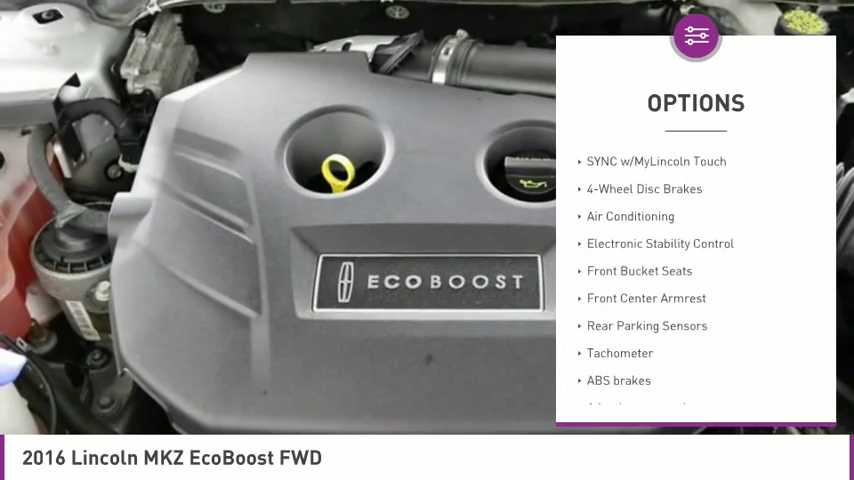 OPTIONS
SYNC w/MyLincoln Touch
4-Wheel Disc Brakes
Air Conditioning
Electronic Stability Control
Front Bucket Seats
Front Center Armrest
Rear Parking Sensors
Tachometer
ABS brakes
ECOBOOST
2016 Lincoln MKZ EcoBoost FWD